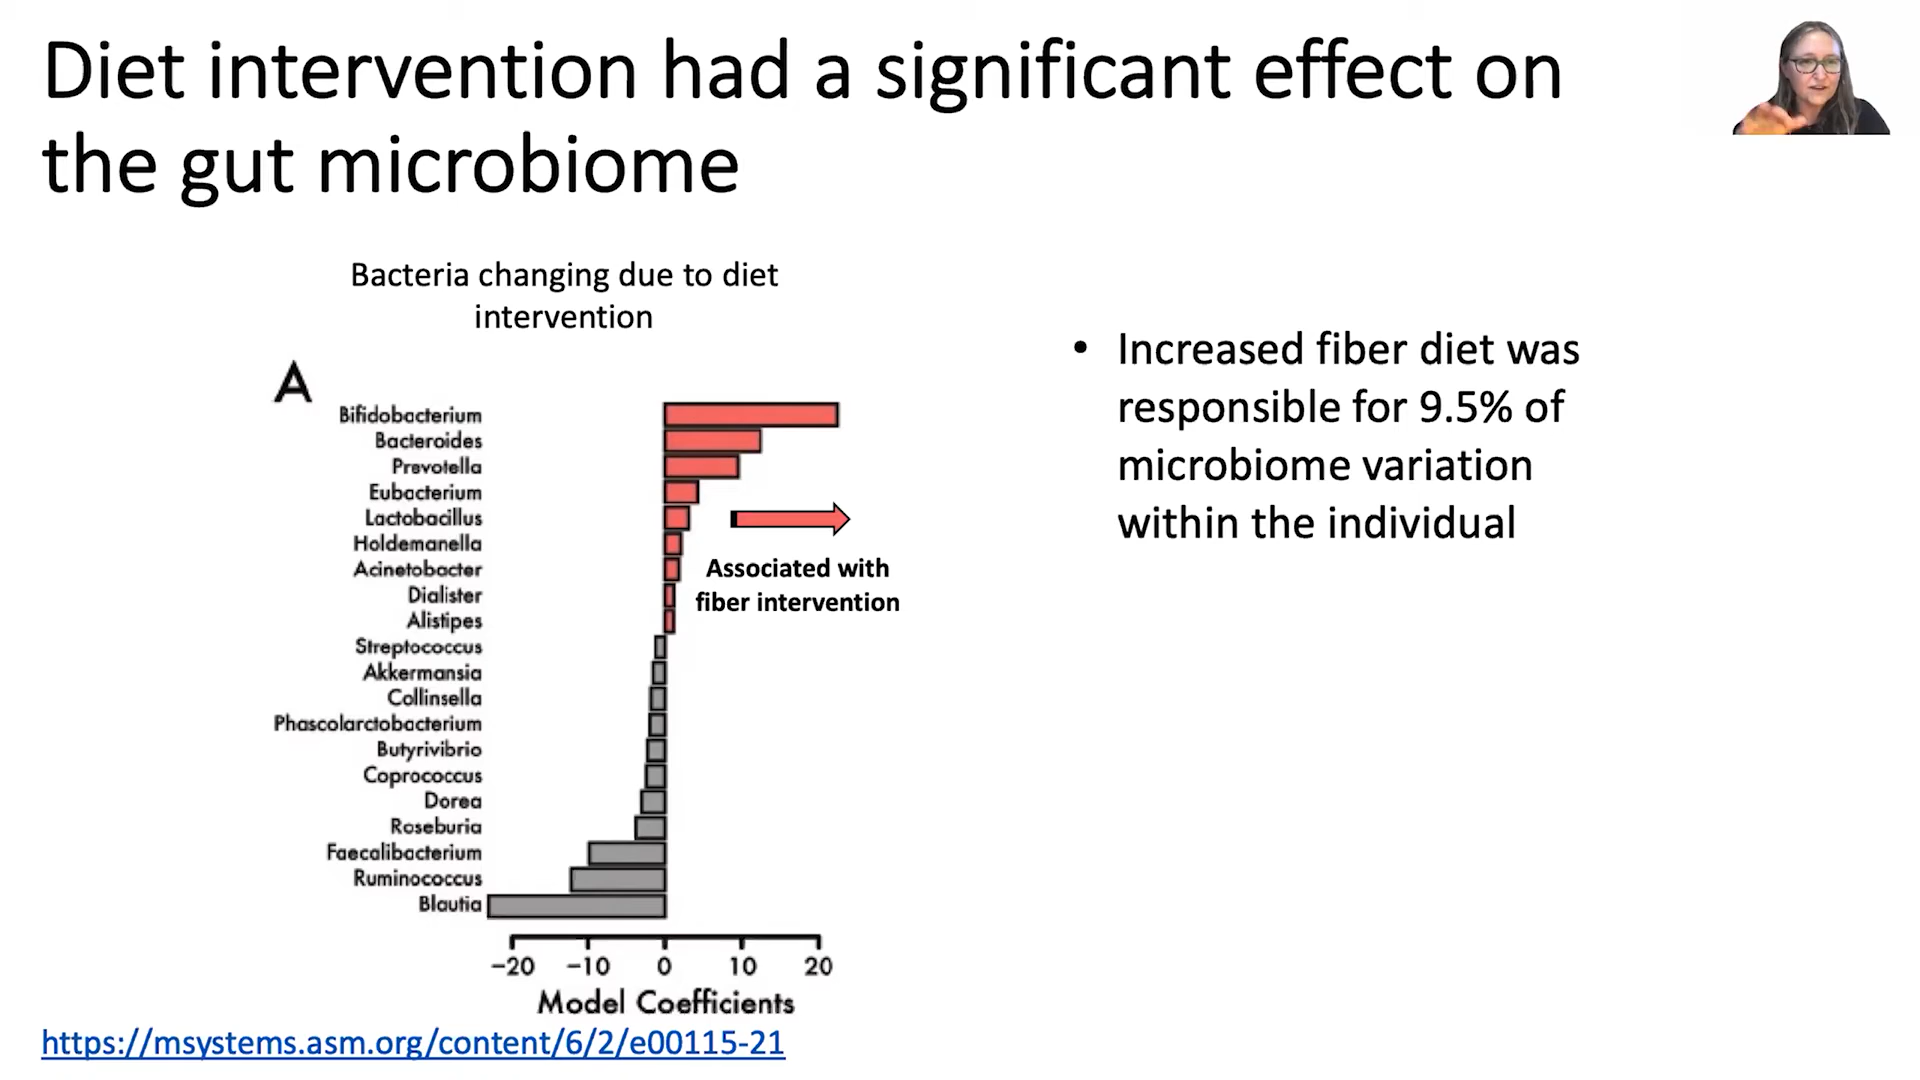 Diet intervention had a significant effect on
the gut microbiome
Bacteria changing due to diet
intervention
A
Bifidobacterium
Bacteroides
Prevotella
Eubacterium
Lactobacillus
Holdemanella
Acinetobacter
Dialister
Alistipes
Streptococcus
Akkermansia
Collinsella
Phascolarctobacterium
Butyrivibrio
Coprococcus
Dorea
Roseburia
Faecalibacterium
Ruminococcus
Blautia
Associated with
fiber intervention
−20 −10 0 10 20
Model Coefficients
https://msystems.asm.org/content/6/2/e00115-21
• Increased fiber diet was
responsible for 9.5% of
microbiome variation
within the individual